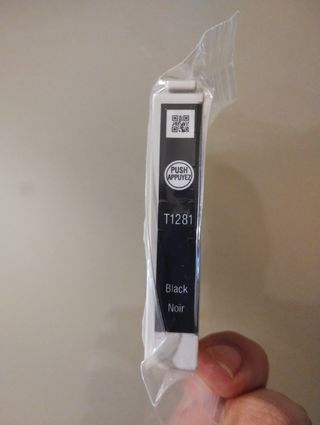 PUSH
APPUYEZ
T1281
Black
Noir